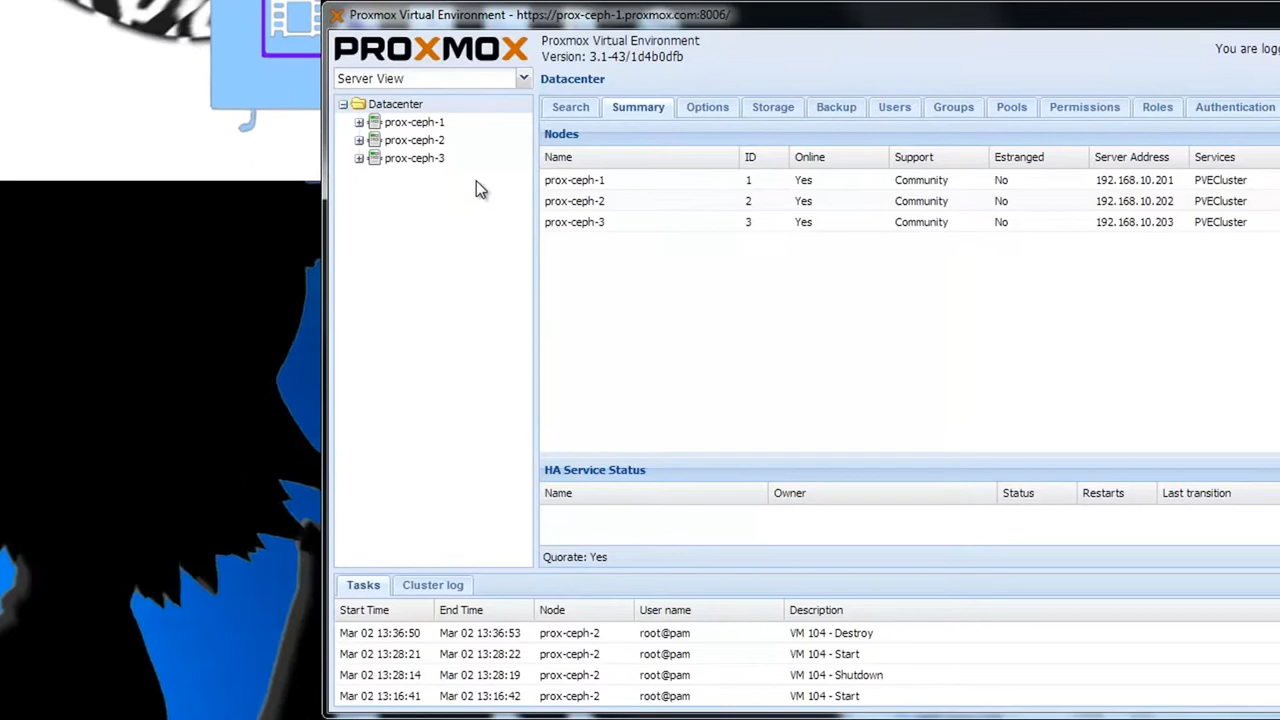 Proxmox Virtual Environment - https://prox-ceph-1.proxmox.com:8006/
PROXMOX
Proxmox Virtual Environment
Version: 3.1-43/1d4b0dfb
Server View
Datacenter
prox-ceph-1
prox-ceph-2
prox-ceph-3
Datacenter
Search Summary Options Storage Backup Users Groups Pools Permissions Roles Authentication
Nodes
Name ID Online Support Estranged Server Address Services
prox-ceph-1 1 Yes Community No 192.168.10.201 PVECluster
prox-ceph-2 2 Yes Community No 192.168.10.202 PVECluster
prox-ceph-3 3 Yes Community No 192.168.10.203 PVECluster
HA Service Status
Name Owner Status Restarts Last transition
Quorate: Yes
Tasks Cluster log
Start Time End Time Node User name Description
Mar 02 13:36:50 Mar 02 13:36:53 prox-ceph-2 root@pam VM 104 - Destroy
Mar 02 13:28:21 Mar 02 13:28:22 prox-ceph-2 root@pam VM 104 - Start
Mar 02 13:28:14 Mar 02 13:28:19 prox-ceph-2 root@pam VM 104 - Shutdown
Mar 02 13:16:41 Mar 02 13:16:42 prox-ceph-2 root@pam VM 104 - Start